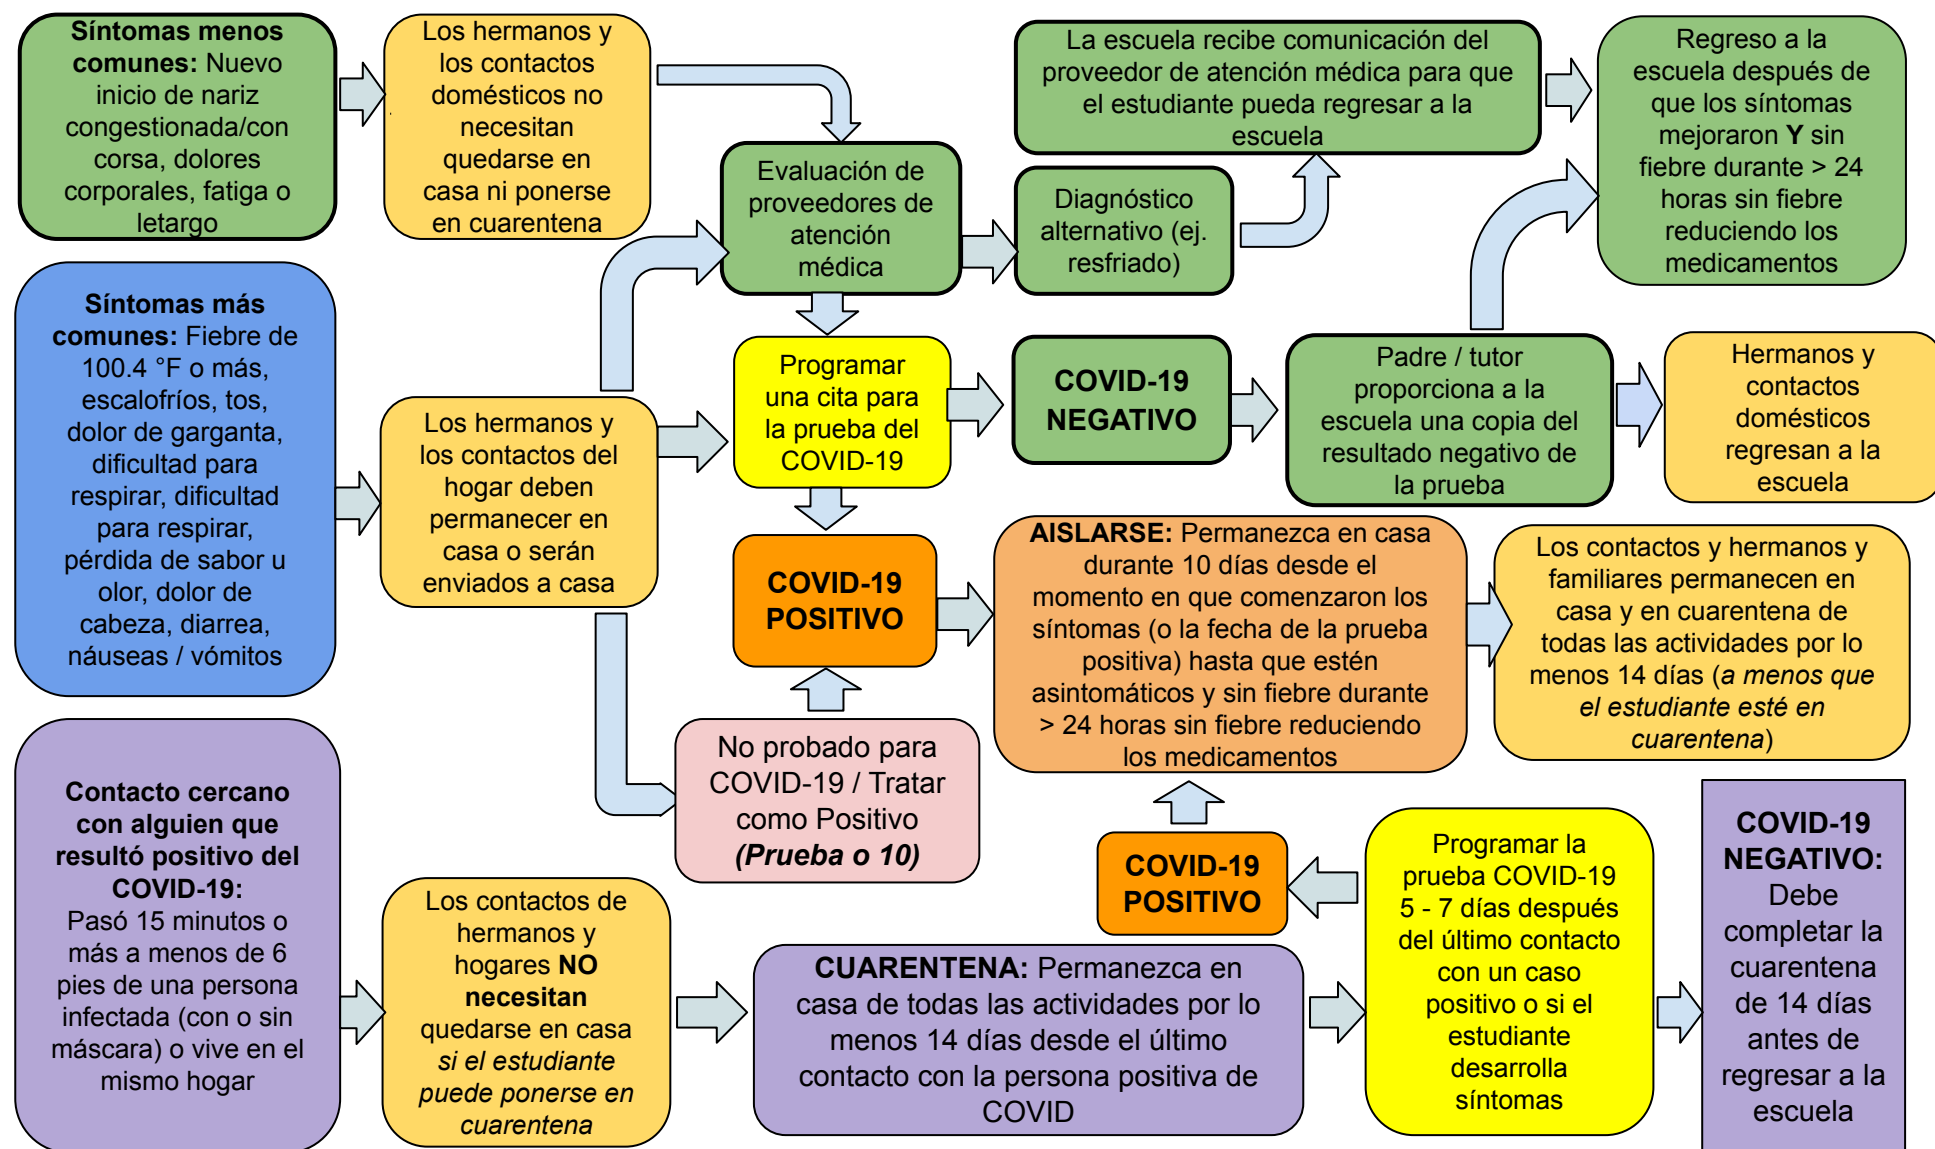 Síntomas menos
comunes: Nuevo
inicio de nariz
congestionada/con
corsa, dolores
corporales, fatiga o
letargo
Los hermanos y
los contactos
domésticos no
necesitan
quedarse en
casa ni ponerse
en cuarentena
Evaluación de
proveedores de
atención
médica
Diagnóstico
alternativo (ej.
resfriado)
La escuela recibe comunicación del
proveedor de atención médica para que
el estudiante pueda regresar a la
escuela
Regreso a la
escuela después de
que los síntomas
mejoraron Y sin
fiebre durante > 24
horas sin fiebre
reduciendo los
medicamentos
Síntomas más
comunes: Fiebre de
100.4 °F o más,
escalofríos, tos,
dolor de garganta,
dificultad para
respirar, dificultad
para respirar,
pérdida de sabor u
olor, dolor de
cabeza, diarrea,
náuseas / vómitos
Los hermanos y
los contactos del
hogar deben
permanecer en
casa o serán
enviados a casa
Programar
una cita para
la prueba del
COVID-19
COVID-19
NEGATIVO
Padre / tutor
proporciona a la
escuela una copia del
resultado negativo de
la prueba
Hermanos y
contactos
domésticos
regresan a la
escuela
COVID-19
POSITIVO
AISLARSE: Permanezca en casa
durante 10 días desde el
momento en que comenzaron los
síntomas (o la fecha de la prueba
positiva) hasta que estén
asintomáticos y sin fiebre durante
> 24 horas sin fiebre reduciendo
los medicamentos
Los contactos y hermanos y
familiares permanecen en
casa y en cuarentena de
todas las actividades por lo
menos 14 días (a menos que
el estudiante esté en
cuarentena)
No probado para
COVID-19 / Tratar
como Positivo
(Prueba o 10)
Contacto cercano
con alguien que
resultó positivo del
COVID-19:
Pasó 15 minutos o
más a menos de 6
pies de una persona
infectada (con o sin
máscara) o vive en el
mismo hogar
Los contactos de
hermanos y
hogares NO
necesitan
quedarse en casa
si el estudiante
puede ponerse en
cuarentena
CUARENTENA: Permanezca en
casa de todas las actividades por lo
menos 14 días desde el último
contacto con la persona positiva de
COVID
COVID-19
POSITIVO
Programar la
prueba COVID-19
5 - 7 días después
del último contacto
con un caso
positivo o si el
estudiante
desarrolla
síntomas
COVID-19
NEGATIVO:
Debe
completar la
cuarentena
de 14 días
antes de
regresar a la
escuela